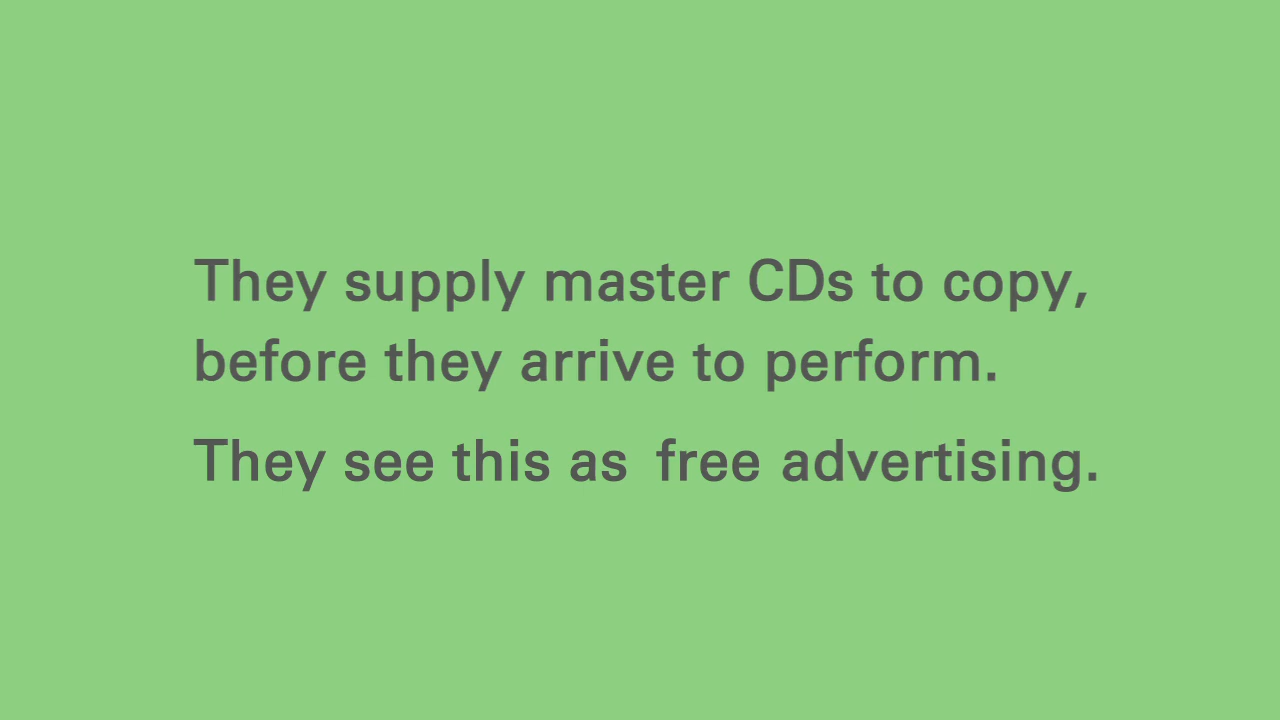 They supply master CDs to copy,
before they arrive to perform.
They see this as free advertising.